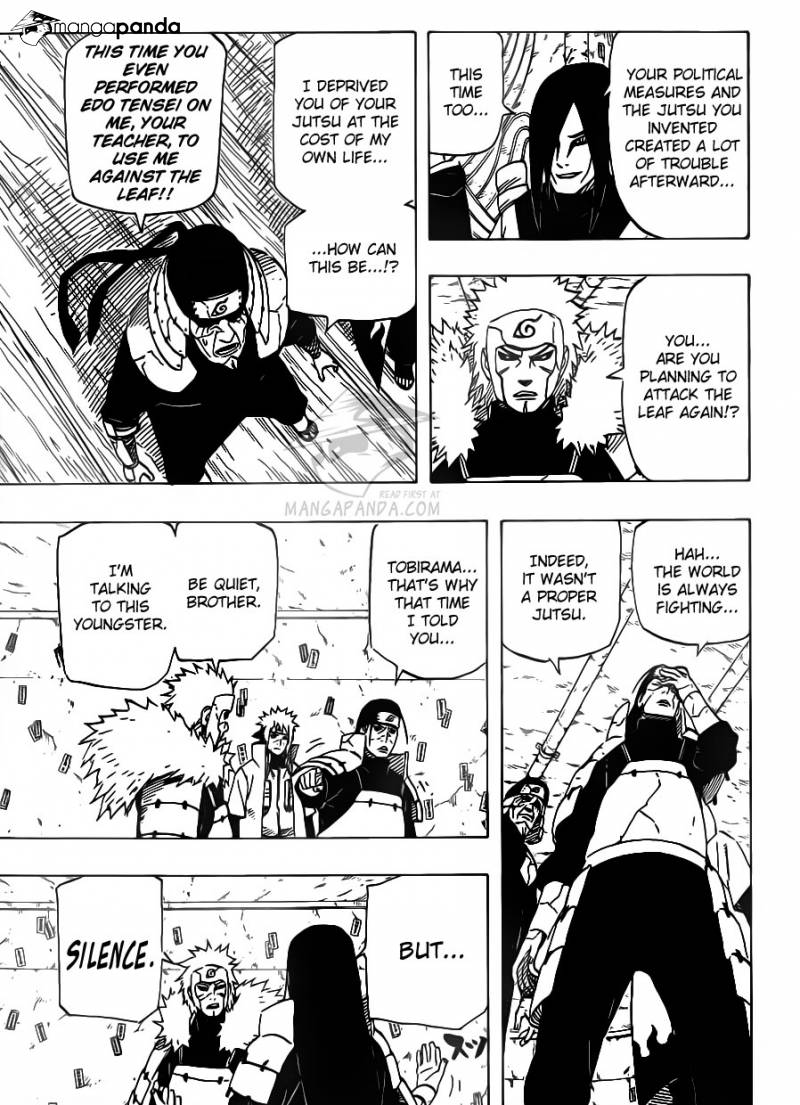 mangapanda
YOUR POLITICAL
MEASURES AND
THE JUTSU YOU
INVENTED
CREATED A LOT
OF TROUBLE
AFTERWARD...
THIS
TIME
TOO...
I DEPRIVED
YOU OF YOUR
JUTSU AT THE
COST OF MY
OWN LIFE...
...HOW CAN
THIS BE...!?
THIS TIME YOU
EVEN
PERFORMED
EDO TENSEI ON
ME, YOUR
TEACHER, TO
USE ME
AGAINST THE
LEAF!!
YOU...
ARE YOU
PLANNING TO
ATTACK THE
LEAF AGAIN!?
READ FIRST AT
MANGAPANDA.COM
HAH...
THE WORLD
IS ALWAYS
FIGHTING...
INDEED,
IT WASN'T
A PROPER
JUTSU.
TOBIRAMA...
THAT'S WHY
THAT TIME
I TOLD
YOU...
BE QUIET,
BROTHER.
I'M
TALKING
TO THIS
YOUNGSTER.
BUT...
SILENCE.
スッ